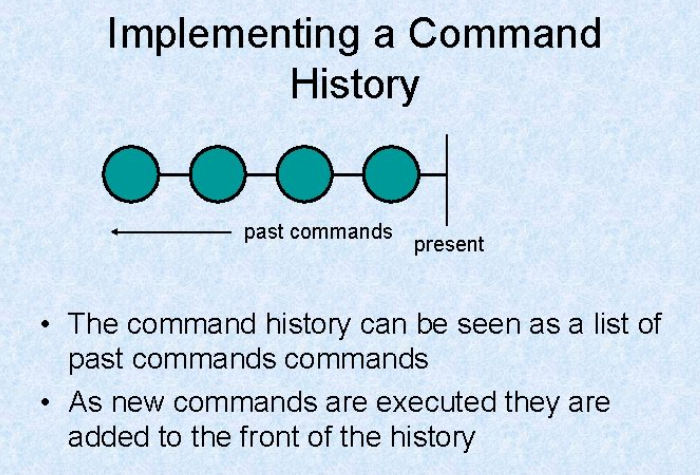 Implementing a Command
History
past commands
present
• The command history can be seen as a list of
past commands commands
• As new commands are executed they are
added to the front of the history